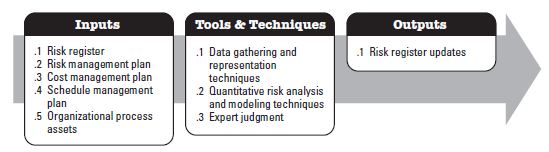 Inputs
.1 Risk register
.2 Risk management plan
.3 Cost management plan
.4 Schedule management
plan
.5 Organizational process
assets
Tools & Techniques
.1 Data gathering and
representation
techniques
.2 Quantitative risk analysis
and modeling techniques
.3 Expert judgment
Outputs
.1 Risk register updates